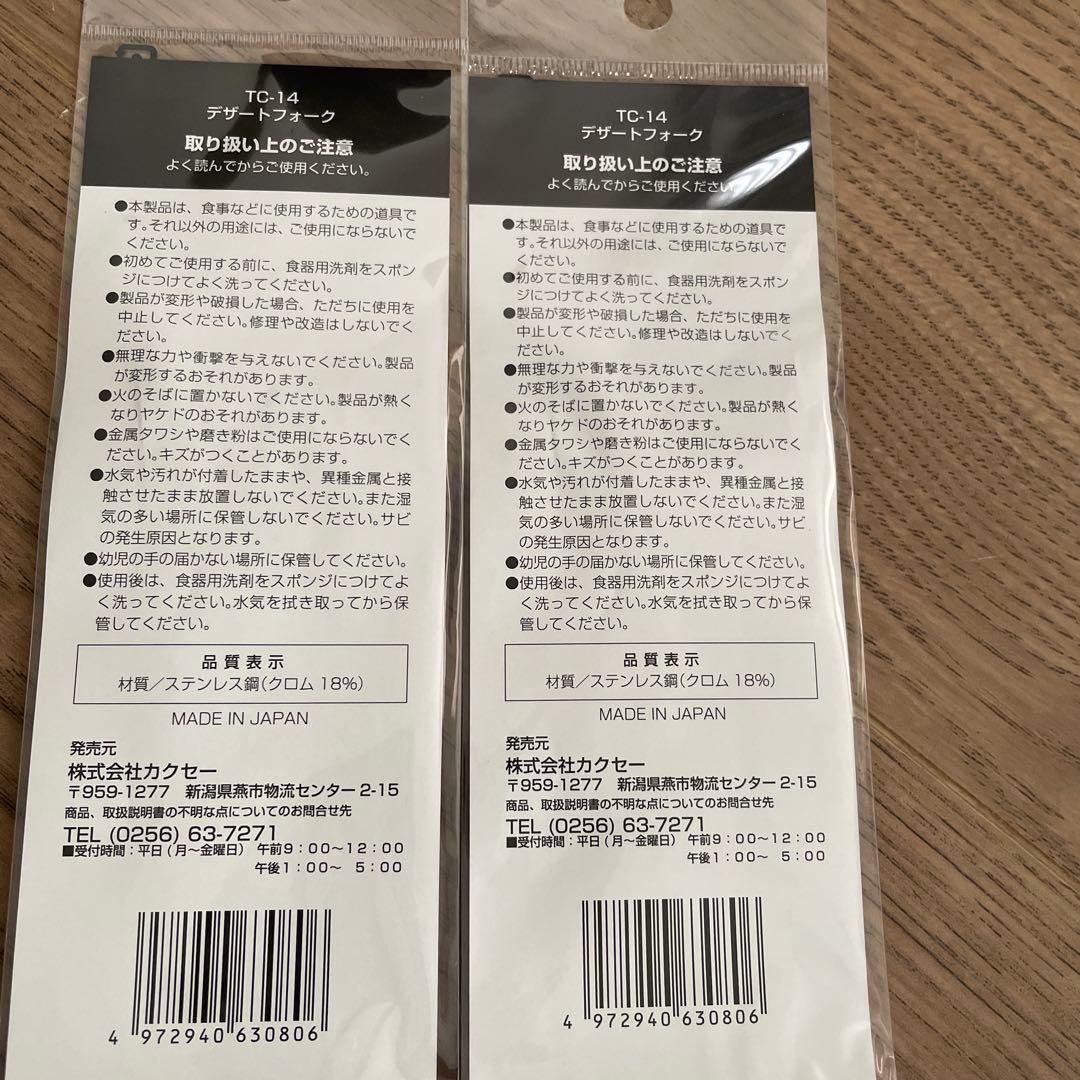 TC-14
デザートフォーク
取り扱い上のご注意
よく読んでからご使用ください。
●本製品は、食事などに使用するための道具で
す。それ以外の用途には、ご使用にならないで
ください。
●初めてご使用する前に、食器用洗剤をスポン
ジにつけてよく洗ってください。
●製品が変形や破損した場合、ただちに使用を
中止してください。修理や改造はしないでく
ださい。
●無理な力や衝撃を与えないでください。製品
が変形するおそれがあります。
●火のそばに置かないでください。製品が熱く
なりヤケドのおそれがあります。
●金属タワシや磨き粉はご使用にならないでく
ださい。キズがつくことがあります。
●水気や汚れが付着したままや、異種金属と接
触させたまま放置しないでください。また湿
気の多い場所に保管しないでください。サビ
の発生原因となります。
●幼児の手の届かない場所に保管してください。
●使用後は、食器用洗剤をスポンジにつけてよ
く洗ってください。水気を拭き取ってから保
管してください。
品質表示
材質／ステンレス鋼(クロム18%)
MADE IN JAPAN
発売元
株式会社カクセー
〒959-1277 新潟県燕市物流センター2-15
商品、取扱説明書の不明な点についてのお問合せ先
TEL (0256) 63-7271
■受付時間：平日(月～金曜日) 午前9：00～12：00
午後1：00～ 5：00
4 972940 630806
TC-14
デザートフォーク
取り扱い上のご注意
よく読んでからご使用ください
●本製品は、食事などに使用するための道具で
す。それ以外の用途には、ご使用にならないで
ください。
●初めてご使用する前に、食器用洗剤をスポン
ジにつけてよく洗ってください。
●製品が変形や破損した場合、ただちに使用を
中止してください。修理や改造はしないでく
ださい。
●無理な力や衝撃を与えないでください。製品
が変形するおそれがあります。
●火のそばに置かないでください。製品が熱く
なりヤケドのおそれがあります。
●金属タワシや磨き粉はご使用にならないでく
ださい。キズがつくことがあります。
●水気や汚れが付着したままや、異種金属と接
触させたまま放置しないでください。また湿
気の多い場所に保管しないでください。サビ
の発生原因となります。
●幼児の手の届かない場所に保管してください。
●使用後は、食器用洗剤をスポンジにつけてよ
く洗ってください。水気を拭き取ってから保
管してください。
品質表示
材質／ステンレス鋼(クロム18%)
MADE IN JAPAN
発売元
株式会社カクセー
〒959-1277 新潟県燕市物流センター2-15
商品、取扱説明書の不明な点についてのお問合せ先
TEL (0256) 63-7271
■受付時間：平日(月～金曜日) 午前9：00～12：00
午後1：00～ 5：00
4 972940 630806